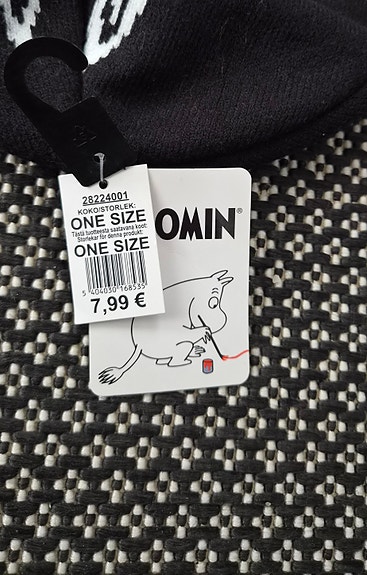 28224001
KOKO/STORLEK:
ONE SIZE
Tästä tuotteesta saatavana koot:
Storlekar för denna produkt:
ONE SIZE
5 404030 168535
7,99 €
OMIN®